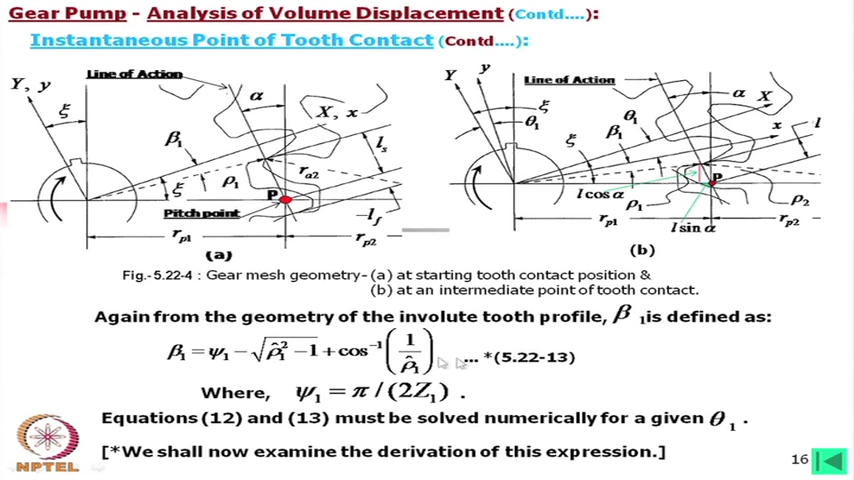 Gear Pump - Analysis of Volume Displacement (Contd....):
Instantaneous Point of Tooth Contact (Contd....):
Y, y
Line of Action
ξ
α
X, x
β₁
l_s
r_a2
ξ
ρ₁
P
Pitch point
-l_f
r_p1
r_p2
(a)
Y
y
Line of Action
ξ
θ₁
α
X
θ₁
β₁
ξ
x
l
P
l cos α
ρ₁
ρ₂
r_p1
r_p2
l sin α
(b)
Fig.-5.22-4 : Gear mesh geometry- (a) at starting tooth contact position &
(b) at an intermediate point of tooth contact.
Again from the geometry of the involute tooth profile, β₁ is defined as:
β₁ = ψ₁ − √(ρ̂₁² − 1) + cos⁻¹(1/ρ̂₁) ... *(5.22-13)
Where, ψ₁ = π / (2Z₁) .
Equations (12) and (13) must be solved numerically for a given θ₁ .
[*We shall now examine the derivation of this expression.]
16
NPTEL